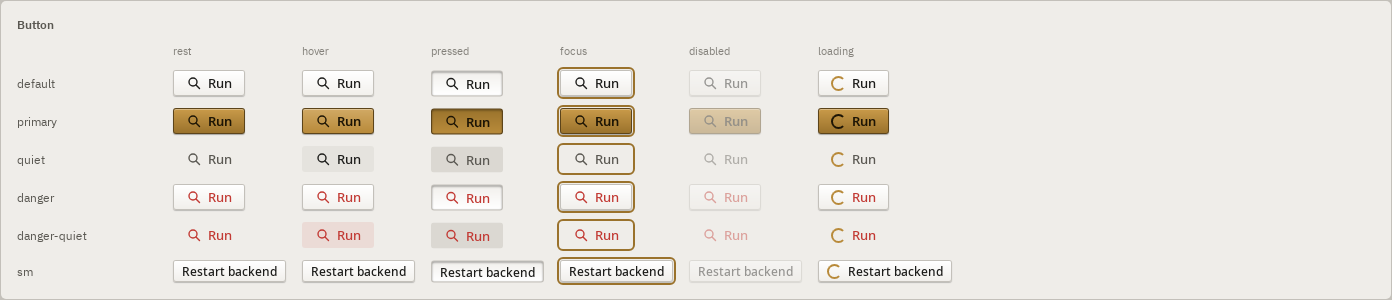 Button
rest hover pressed focus disabled loading
default Run Run Run Run Run Run
primary Run Run Run Run Run Run
quiet Run Run Run Run Run Run
danger Run Run Run Run Run Run
danger-quiet Run Run Run Run Run Run
sm Restart backend Restart backend Restart backend Restart backend Restart backend Restart backend